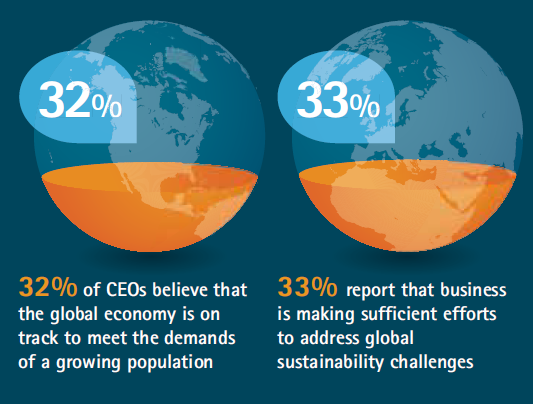 32%
33%
32% of CEOs believe that
the global economy is on
track to meet the demands
of a growing population
33% report that business
is making sufficient efforts
to address global
sustainability challenges